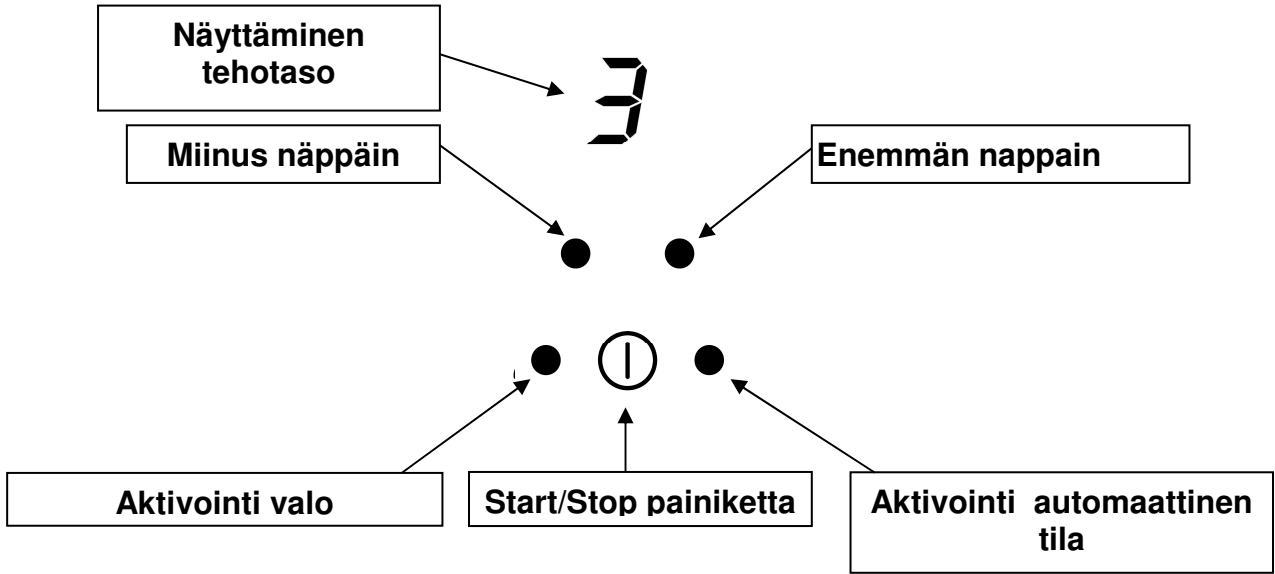 Näyttäminen
tehotaso
3
Miinus näppäin
Enemmän nappain
Aktivointi valo
Start/Stop painiketta
Aktivointi automaattinen
tila